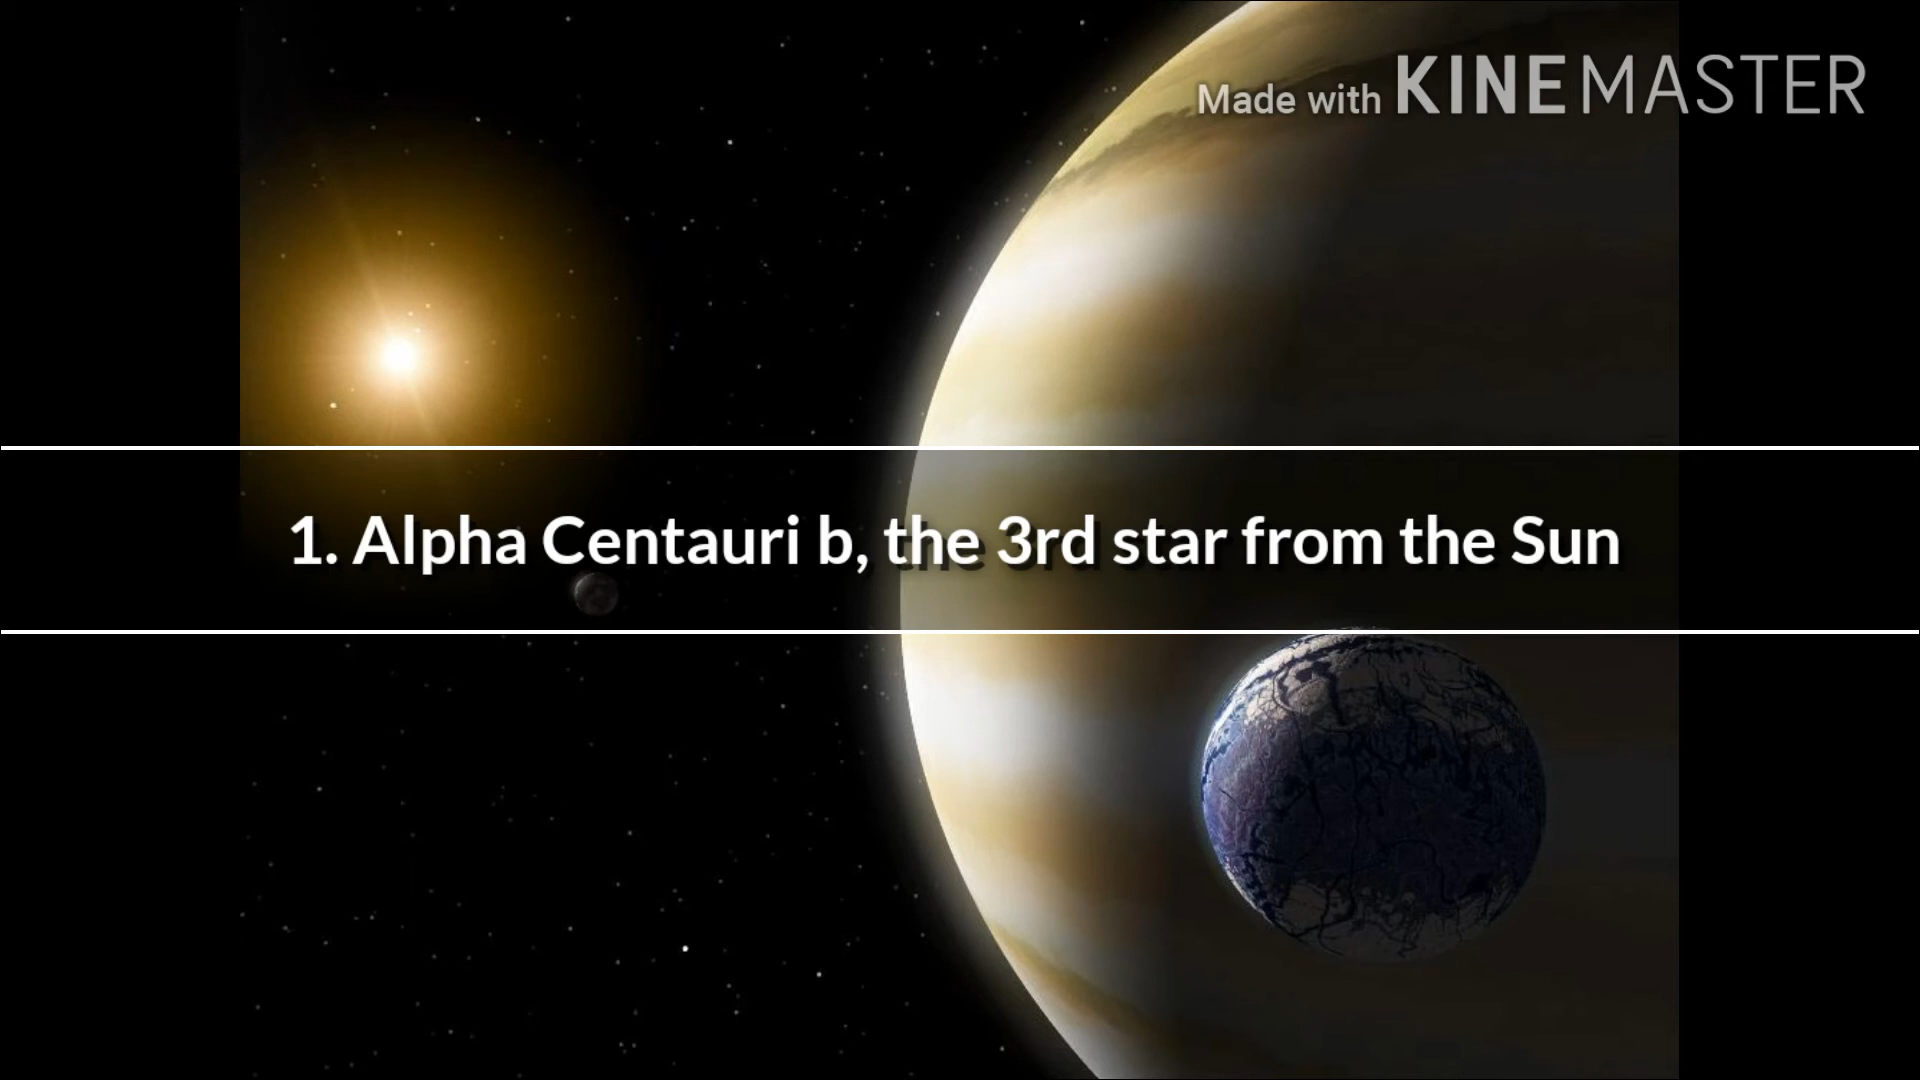 Made with KINEMASTER
1. Alpha Centauri b, the 3rd star from the Sun